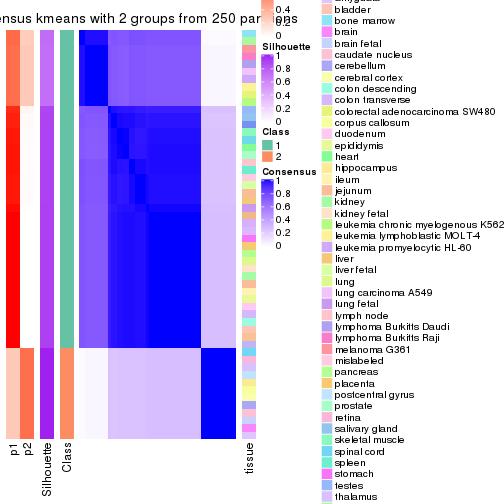 ensus kmeans with 2 groups from 250 partitions
0.4
0.2
0
Silhouette
1
0.8
0.6
0.4
0.2
0
Class
1
2
Consensus
1
0.8
0.6
0.4
0.2
0
p1
p2
Silhouette
Class
tissue
bladder
bone marrow
brain
brain fetal
caudate nucleus
cerebellum
cerebral cortex
colon descending
colon transverse
colorectal adenocarcinoma SW480
corpus callosum
duodenum
epididymis
heart
hippocampus
ileum
jejunum
kidney
kidney fetal
leukemia chronic myelogenous K562
leukemia lymphoblastic MOLT-4
leukemia promyelocytic HL-60
liver
liver fetal
lung
lung carcinoma A549
lung fetal
lymph node
lymphoma Burkitts Daudi
lymphoma Burkitts Raji
melanoma G361
mislabeled
pancreas
placenta
postcentral gyrus
prostate
retina
salivary gland
skeletal muscle
spinal cord
spleen
stomach
testes
thalamus